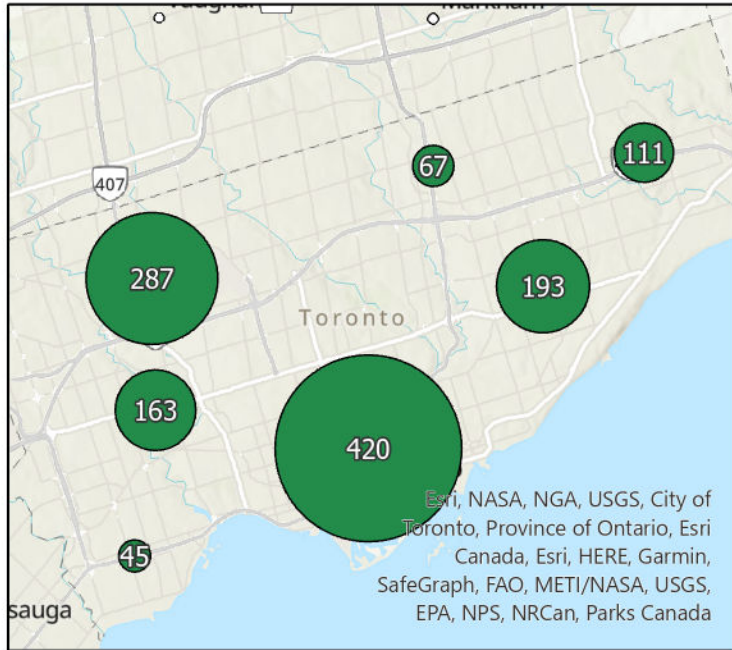 407
67
111
287
193
Toronto
163
420
45
sauga
Esri, NASA, NGA, USGS, City of
Toronto, Province of Ontario, Esri
Canada, Esri, HERE, Garmin,
SafeGraph, FAO, METI/NASA, USGS,
EPA, NPS, NRCan, Parks Canada